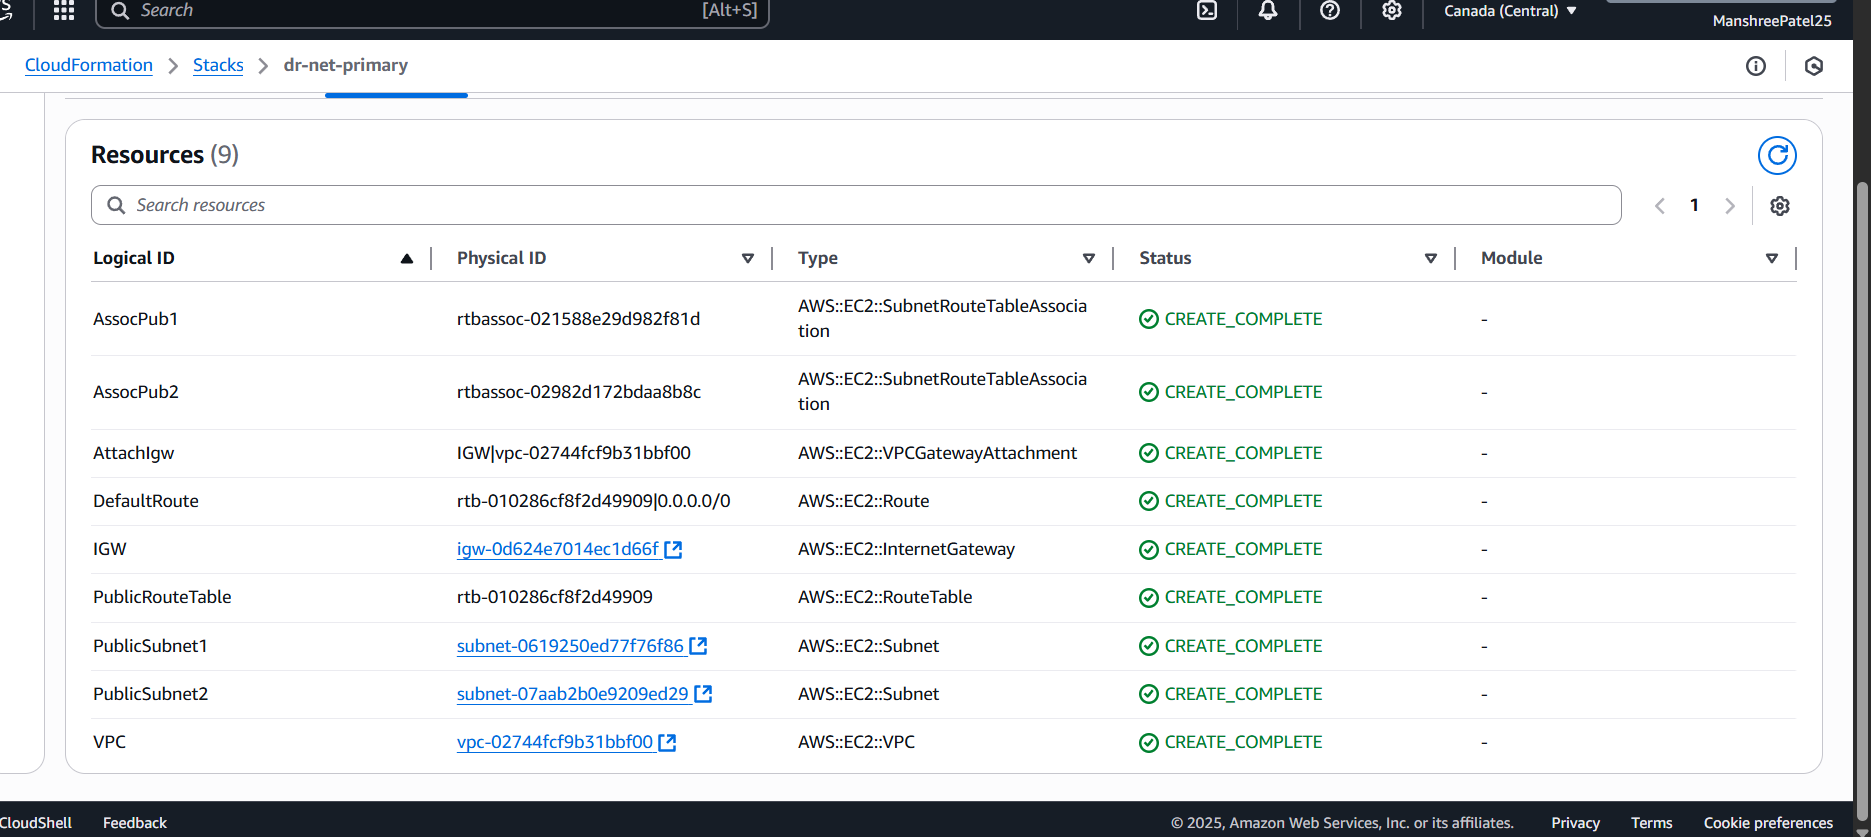 Search [Alt+S] Canada (Central) ▼
ManshreePatel25
CloudFormation > Stacks > dr-net-primary
Resources (9)
Search resources 1
Logical ID Physical ID Type Status Module
AssocPub1 rtbassoc-021588e29d982f81d AWS::EC2::SubnetRouteTableAssocia
tion CREATE_COMPLETE -
AssocPub2 rtbassoc-02982d172bdaa8b8c AWS::EC2::SubnetRouteTableAssocia
tion CREATE_COMPLETE -
AttachIgw IGW|vpc-02744fcf9b31bbf00 AWS::EC2::VPCGatewayAttachment CREATE_COMPLETE -
DefaultRoute rtb-010286cf8f2d49909|0.0.0.0/0 AWS::EC2::Route CREATE_COMPLETE -
IGW igw-0d624e7014ec1d66f AWS::EC2::InternetGateway CREATE_COMPLETE -
PublicRouteTable rtb-010286cf8f2d49909 AWS::EC2::RouteTable CREATE_COMPLETE -
PublicSubnet1 subnet-0619250ed77f76f86 AWS::EC2::Subnet CREATE_COMPLETE -
PublicSubnet2 subnet-07aab2b0e9209ed29 AWS::EC2::Subnet CREATE_COMPLETE -
VPC vpc-02744fcf9b31bbf00 AWS::EC2::VPC CREATE_COMPLETE -
CloudShell Feedback © 2025, Amazon Web Services, Inc. or its affiliates. Privacy Terms Cookie preferences